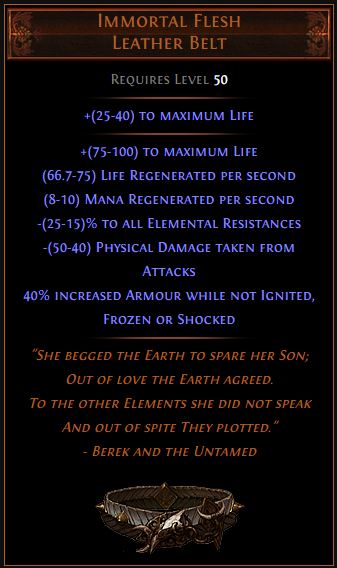 Immortal Flesh
Leather Belt
Requires Level 50
+(25-40) to maximum Life
+(75-100) to maximum Life
(66.7-75) Life Regenerated per second
(8-10) Mana Regenerated per second
-(25-15)% to all Elemental Resistances
-(50-40) Physical Damage taken from
Attacks
40% increased Armour while not Ignited,
Frozen or Shocked
"She begged the Earth to spare her Son;
Out of love the Earth agreed.
To the other Elements she did not speak
And out of spite They plotted."
- Berek and the Untamed